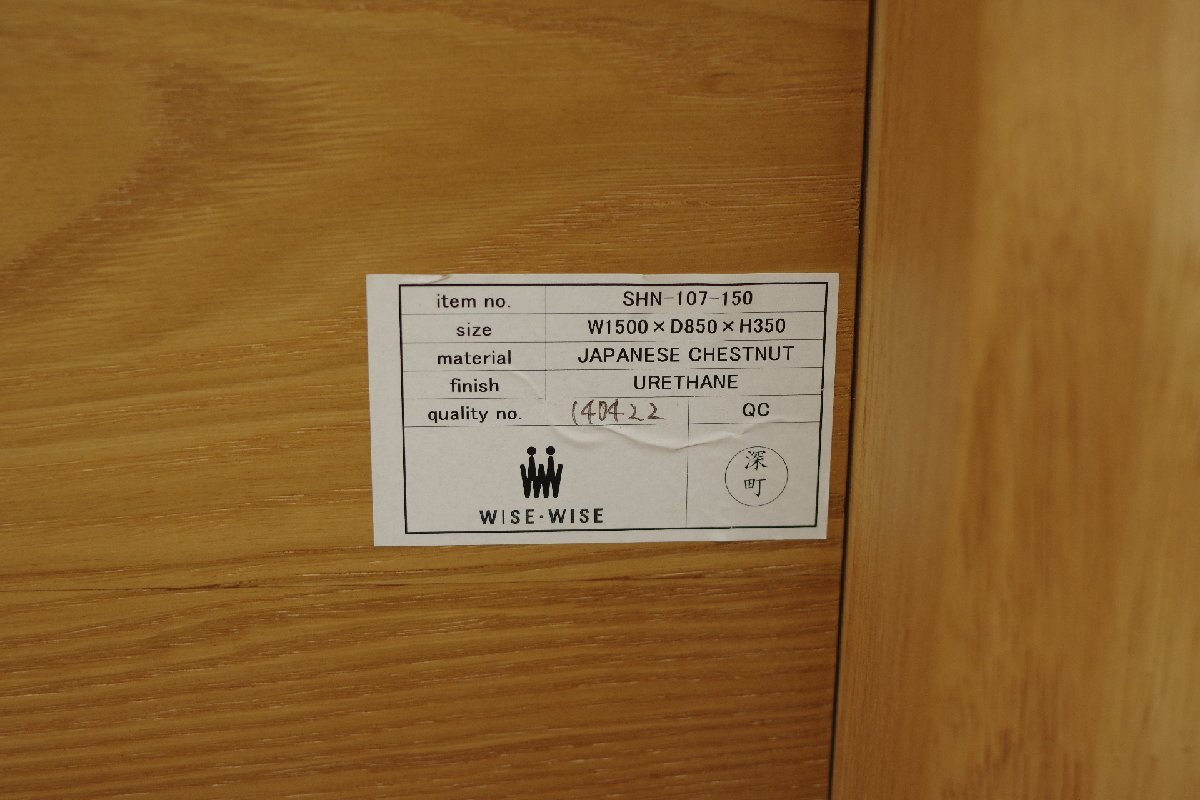 item no. SHN-107-150
size W1500×D850×H350
material JAPANESE CHESTNUT
finish URETHANE
quality no. 140422 QC
WISE・WISE
深町